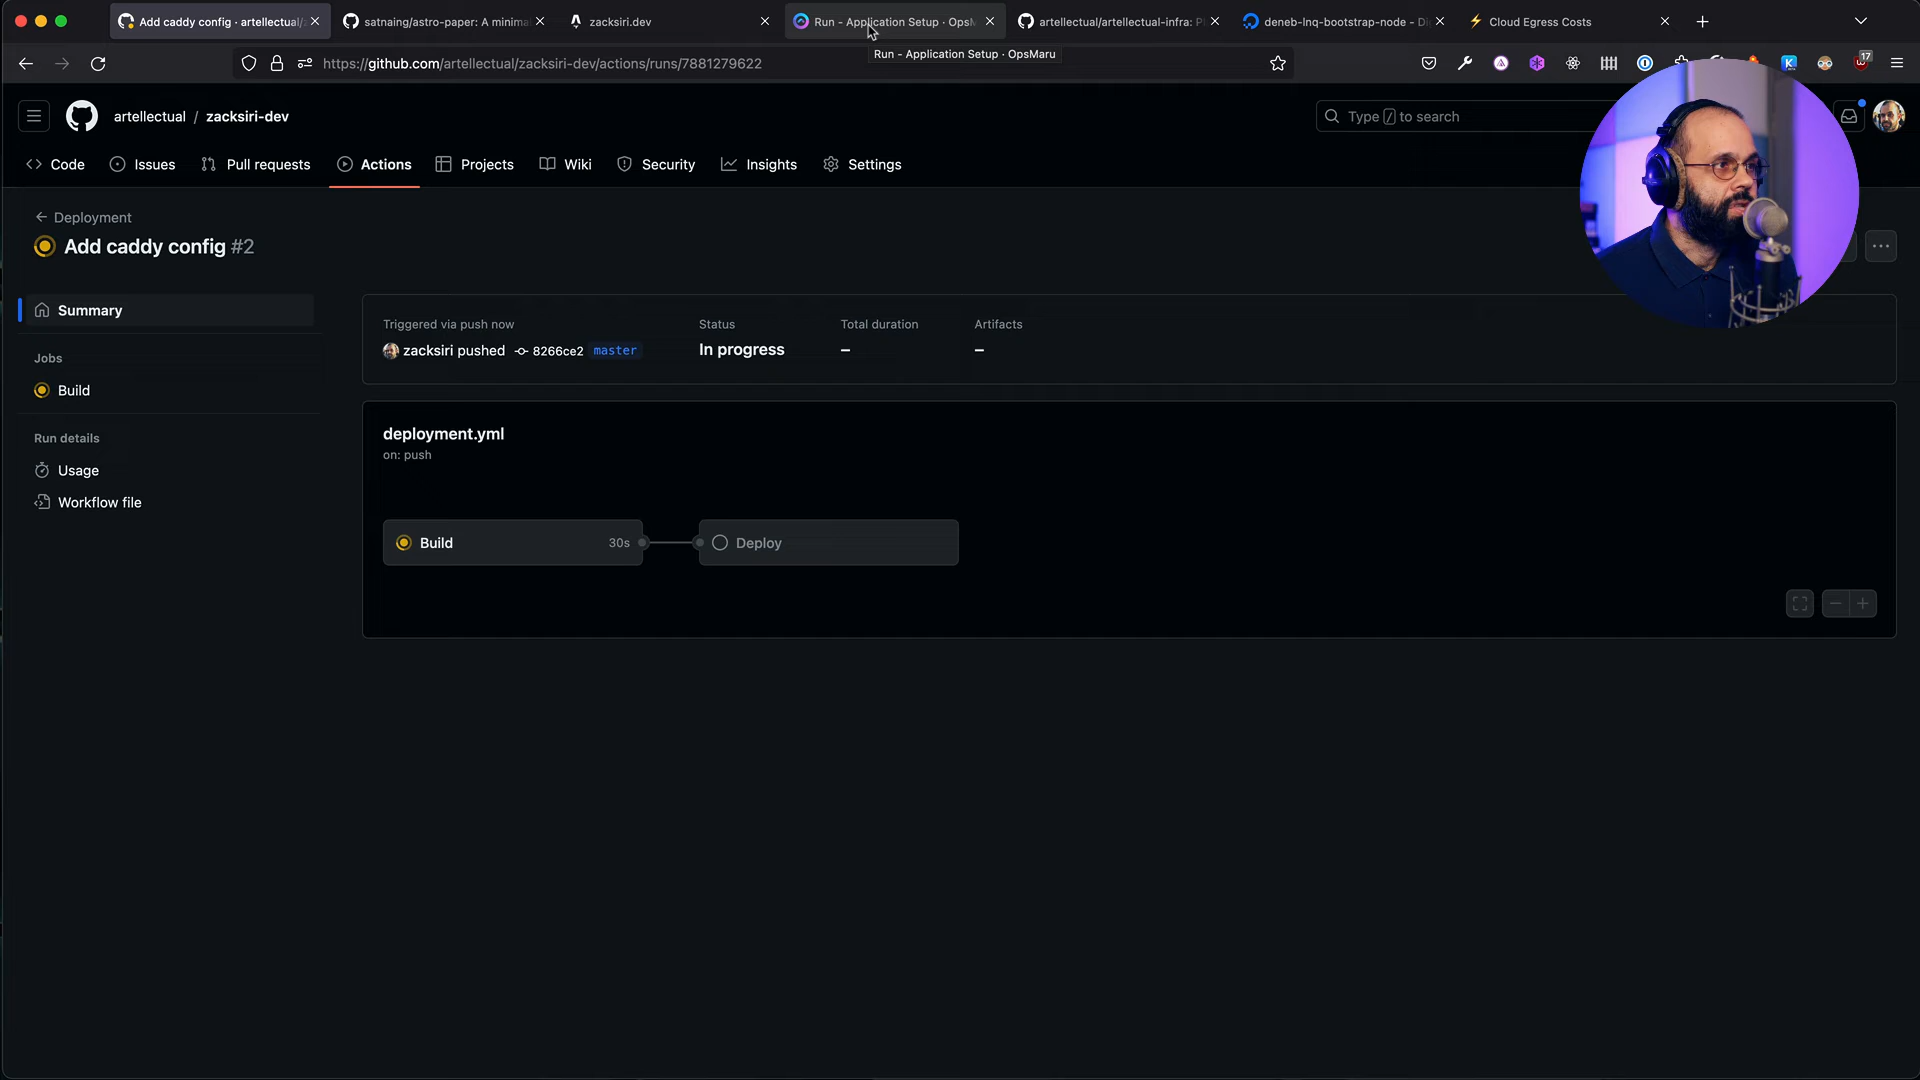 Add caddy config · artellectual/z
satnaing/astro-paper: A minima
zacksiri.dev
Run - Application Setup · OpsM
artellectual/artellectual-infra: P
deneb-lnq-bootstrap-node - Di
Cloud Egress Costs
Run - Application Setup · OpsMaru
https://github.com/artellectual/zacksiri-dev/actions/runs/7881279622
17
artellectual / zacksiri-dev
Type / to search
Code
Issues
Pull requests
Actions
Projects
Wiki
Security
Insights
Settings
Deployment
Add caddy config #2
Summary
Jobs
Build
Run details
Usage
Workflow file
Triggered via push now
Status
Total duration
Artifacts
zacksiri pushed 8266ce2 master
In progress
–
–
deployment.yml
on: push
Build 30s
Deploy